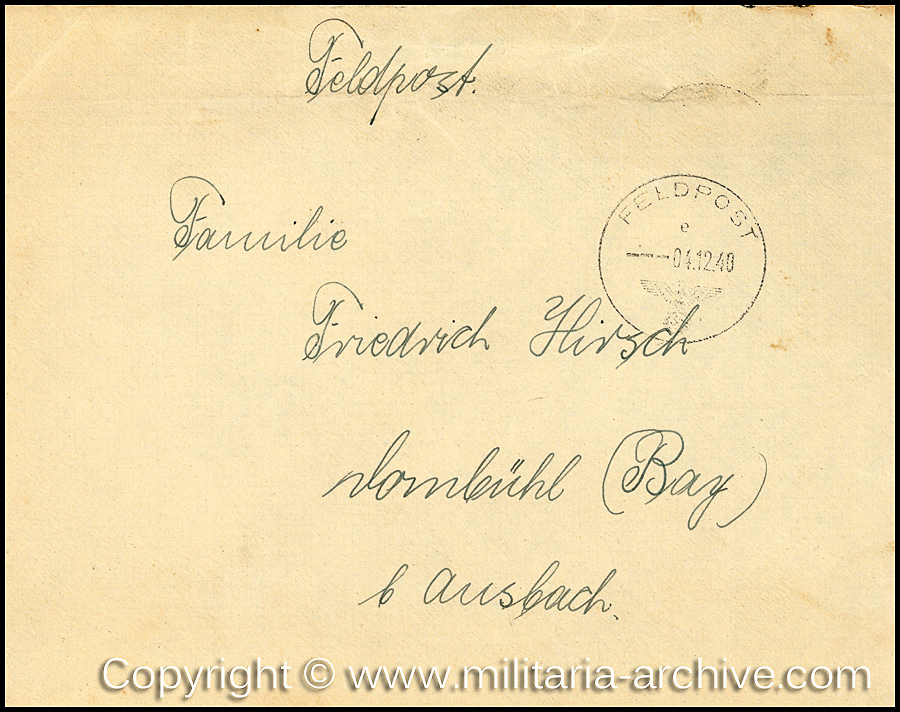 Feldpost.
FELDPOST
e
04.12.40
Familie
Friedrich Hirsch
Dombühl (Bay)
b Ansbach.
Copyright © www.militaria-archive.com